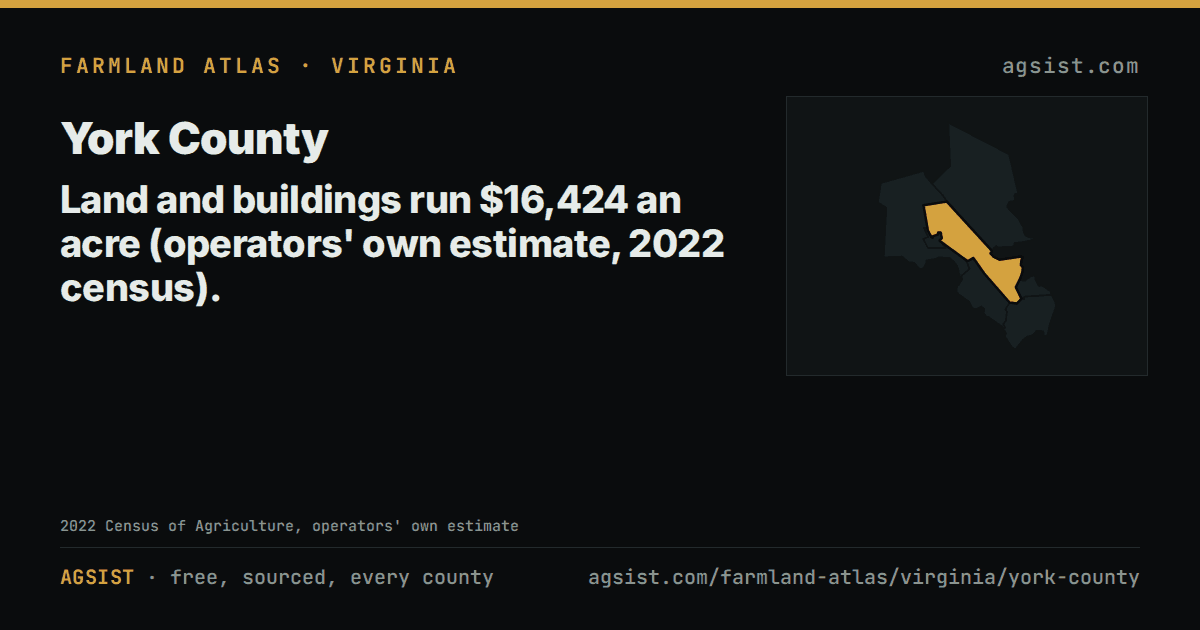 FARMLAND ATLAS · VIRGINIA
agsist.com
York County
Land and buildings run $16,424 an
acre (operators' own estimate, 2022
census).
2022 Census of Agriculture, operators' own estimate
AGSIST · free, sourced, every county
agsist.com/farmland-atlas/virginia/york-county